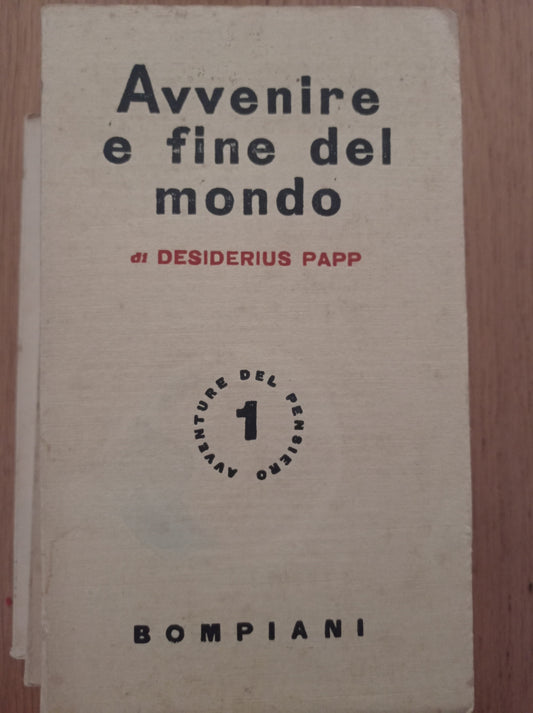 Avvenire
e fine del
mondo
di DESIDERIUS PAPP
AVVENTURE DEL PENSIERO
1
BOMPIANI